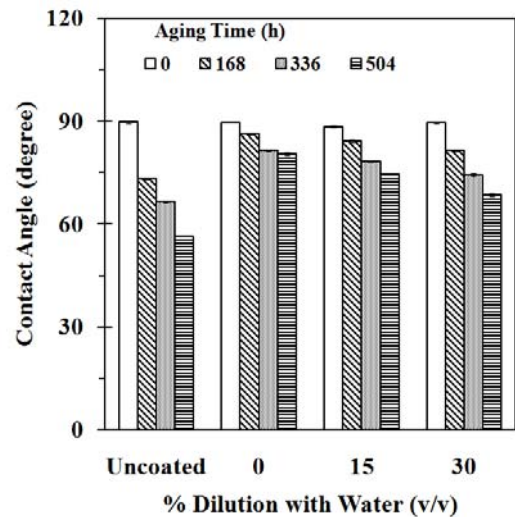 120
Aging Time (h)
0 168 336 504
90
60
30
0
Contact Angle (degree)
Uncoated 0 15 30
% Dilution with Water (v/v)